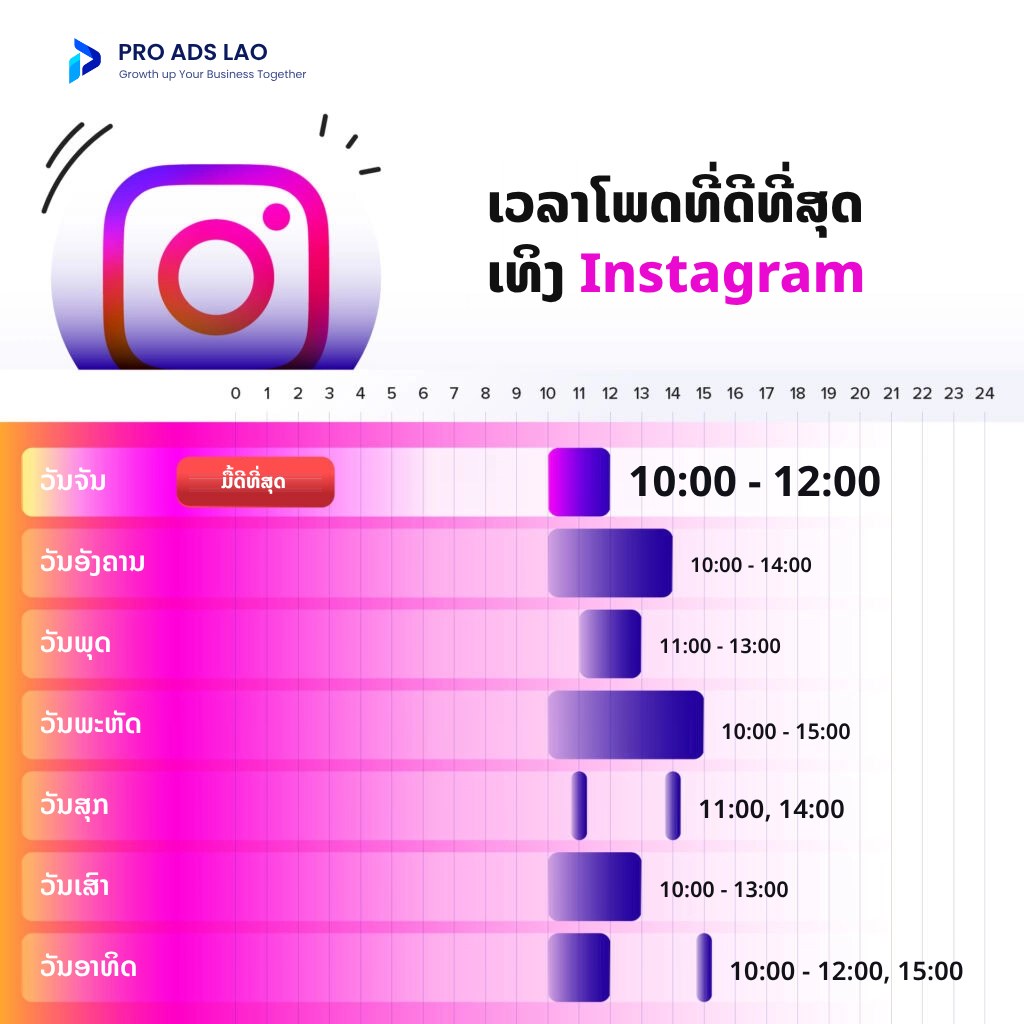 PRO ADS LAO
Growth up Your Business Together
ເວລາໂພດທີ່ດີທີ່ສຸດ
ເທິງ Instagram
0 1 2 3 4 5 6 7 8 9 10 11 12 13 14 15 16 17 18 19 20 21 22 23 24
ວັນຈັນ ມື້ດີທີ່ສຸດ 10:00 - 12:00
ວັນອັງຄານ 10:00 - 14:00
ວັນພຸດ 11:00 - 13:00
ວັນພະຫັດ 10:00 - 15:00
ວັນສຸກ 11:00, 14:00
ວັນເສົາ 10:00 - 13:00
ວັນອາທິດ 10:00 - 12:00, 15:00